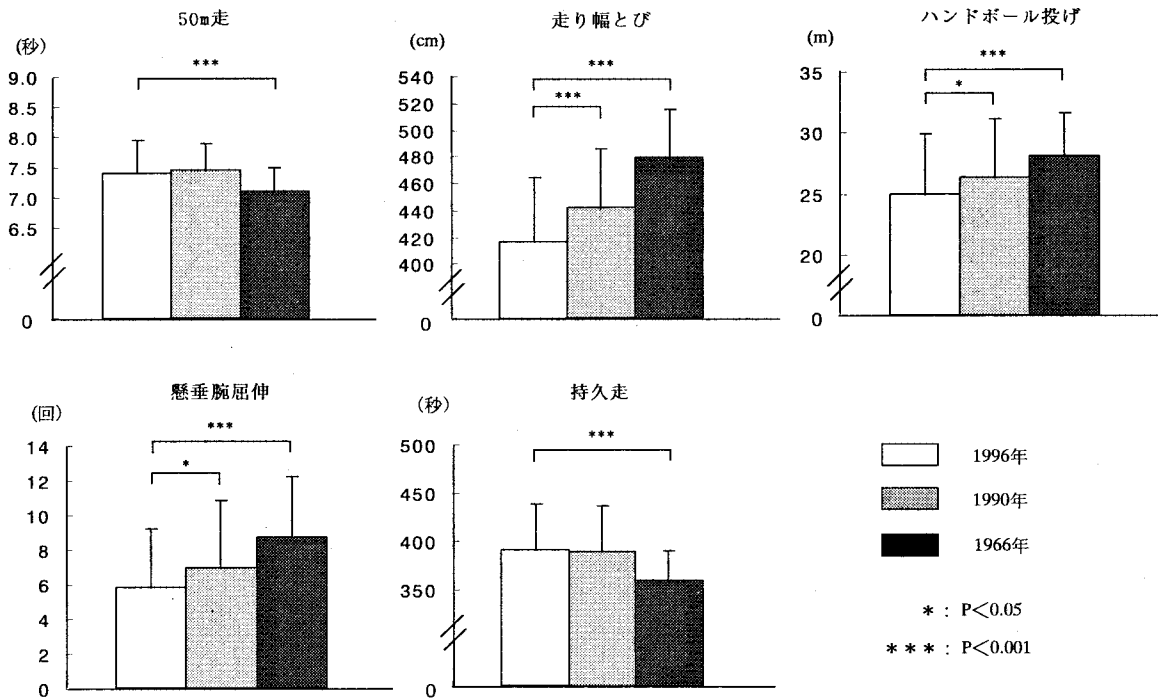 50m走
(秒)
***
9.0
8.5
8.0
7.5
7.0
6.5
0
走り幅とび
(cm)
***
***
540
520
500
480
460
440
420
400
0
ハンドボール投げ
(m)
***
*
35
30
25
20
0
懸垂腕屈伸
(回)
***
*
14
12
10
8
6
4
2
0
持久走
(秒)
***
500
450
400
350
0
1996年
1990年
1966年
*: P<0.05
***: P<0.001